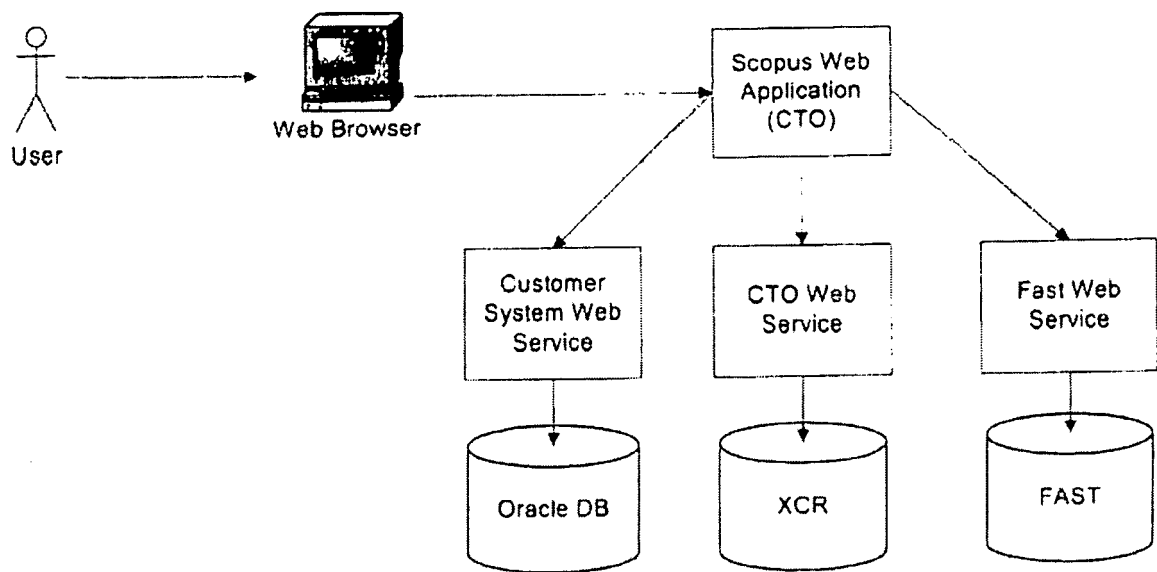 User
Web Browser
Scopus Web
Application
(CTO)
Customer
System Web
Service
CTO Web
Service
Fast Web
Service
Oracle DB
XCR
FAST